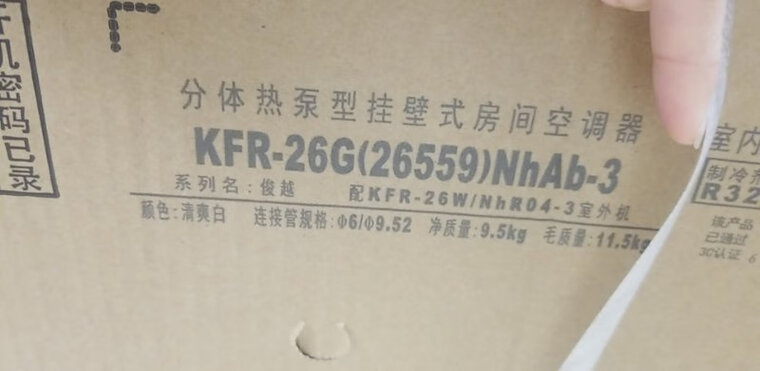 开机密码已录
分体热泵型挂壁式房间空调器
KFR-26G(26559)NhAb-3
系列名:俊越 配KFR-26W/NhR04-3室外机
颜色:清爽白 连接管规格:Φ6/Φ9.52 净质量:9.5kg 毛质量:11.5kg
室内
制冷剂
R32
该产品
已通过
3C认证